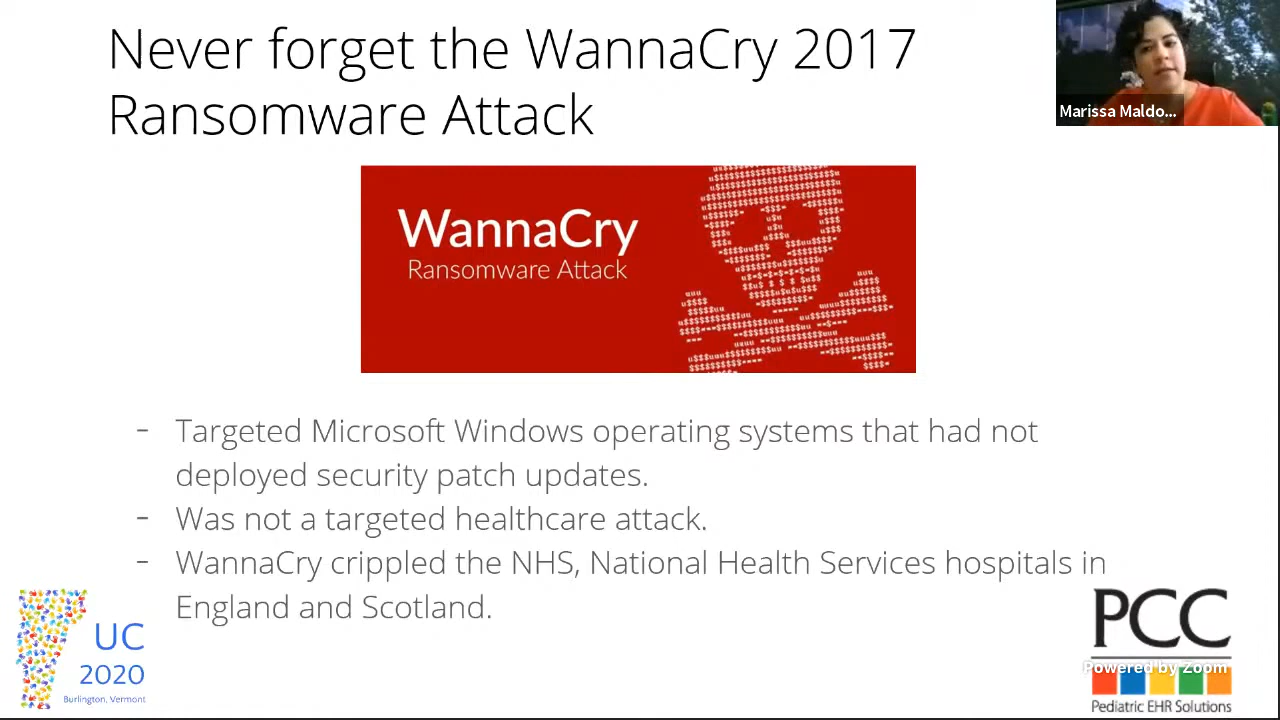 Never forget the WannaCry 2017
Ransomware Attack
Marissa Maldo...
WannaCry
Ransomware Attack
- Targeted Microsoft Windows operating systems that had not
deployed security patch updates.
- Was not a targeted healthcare attack.
- WannaCry crippled the NHS, National Health Services hospitals in
England and Scotland.
UC
2020
Burlington, Vermont
PCC
Powered by Zoom
Pediatric EHR Solutions